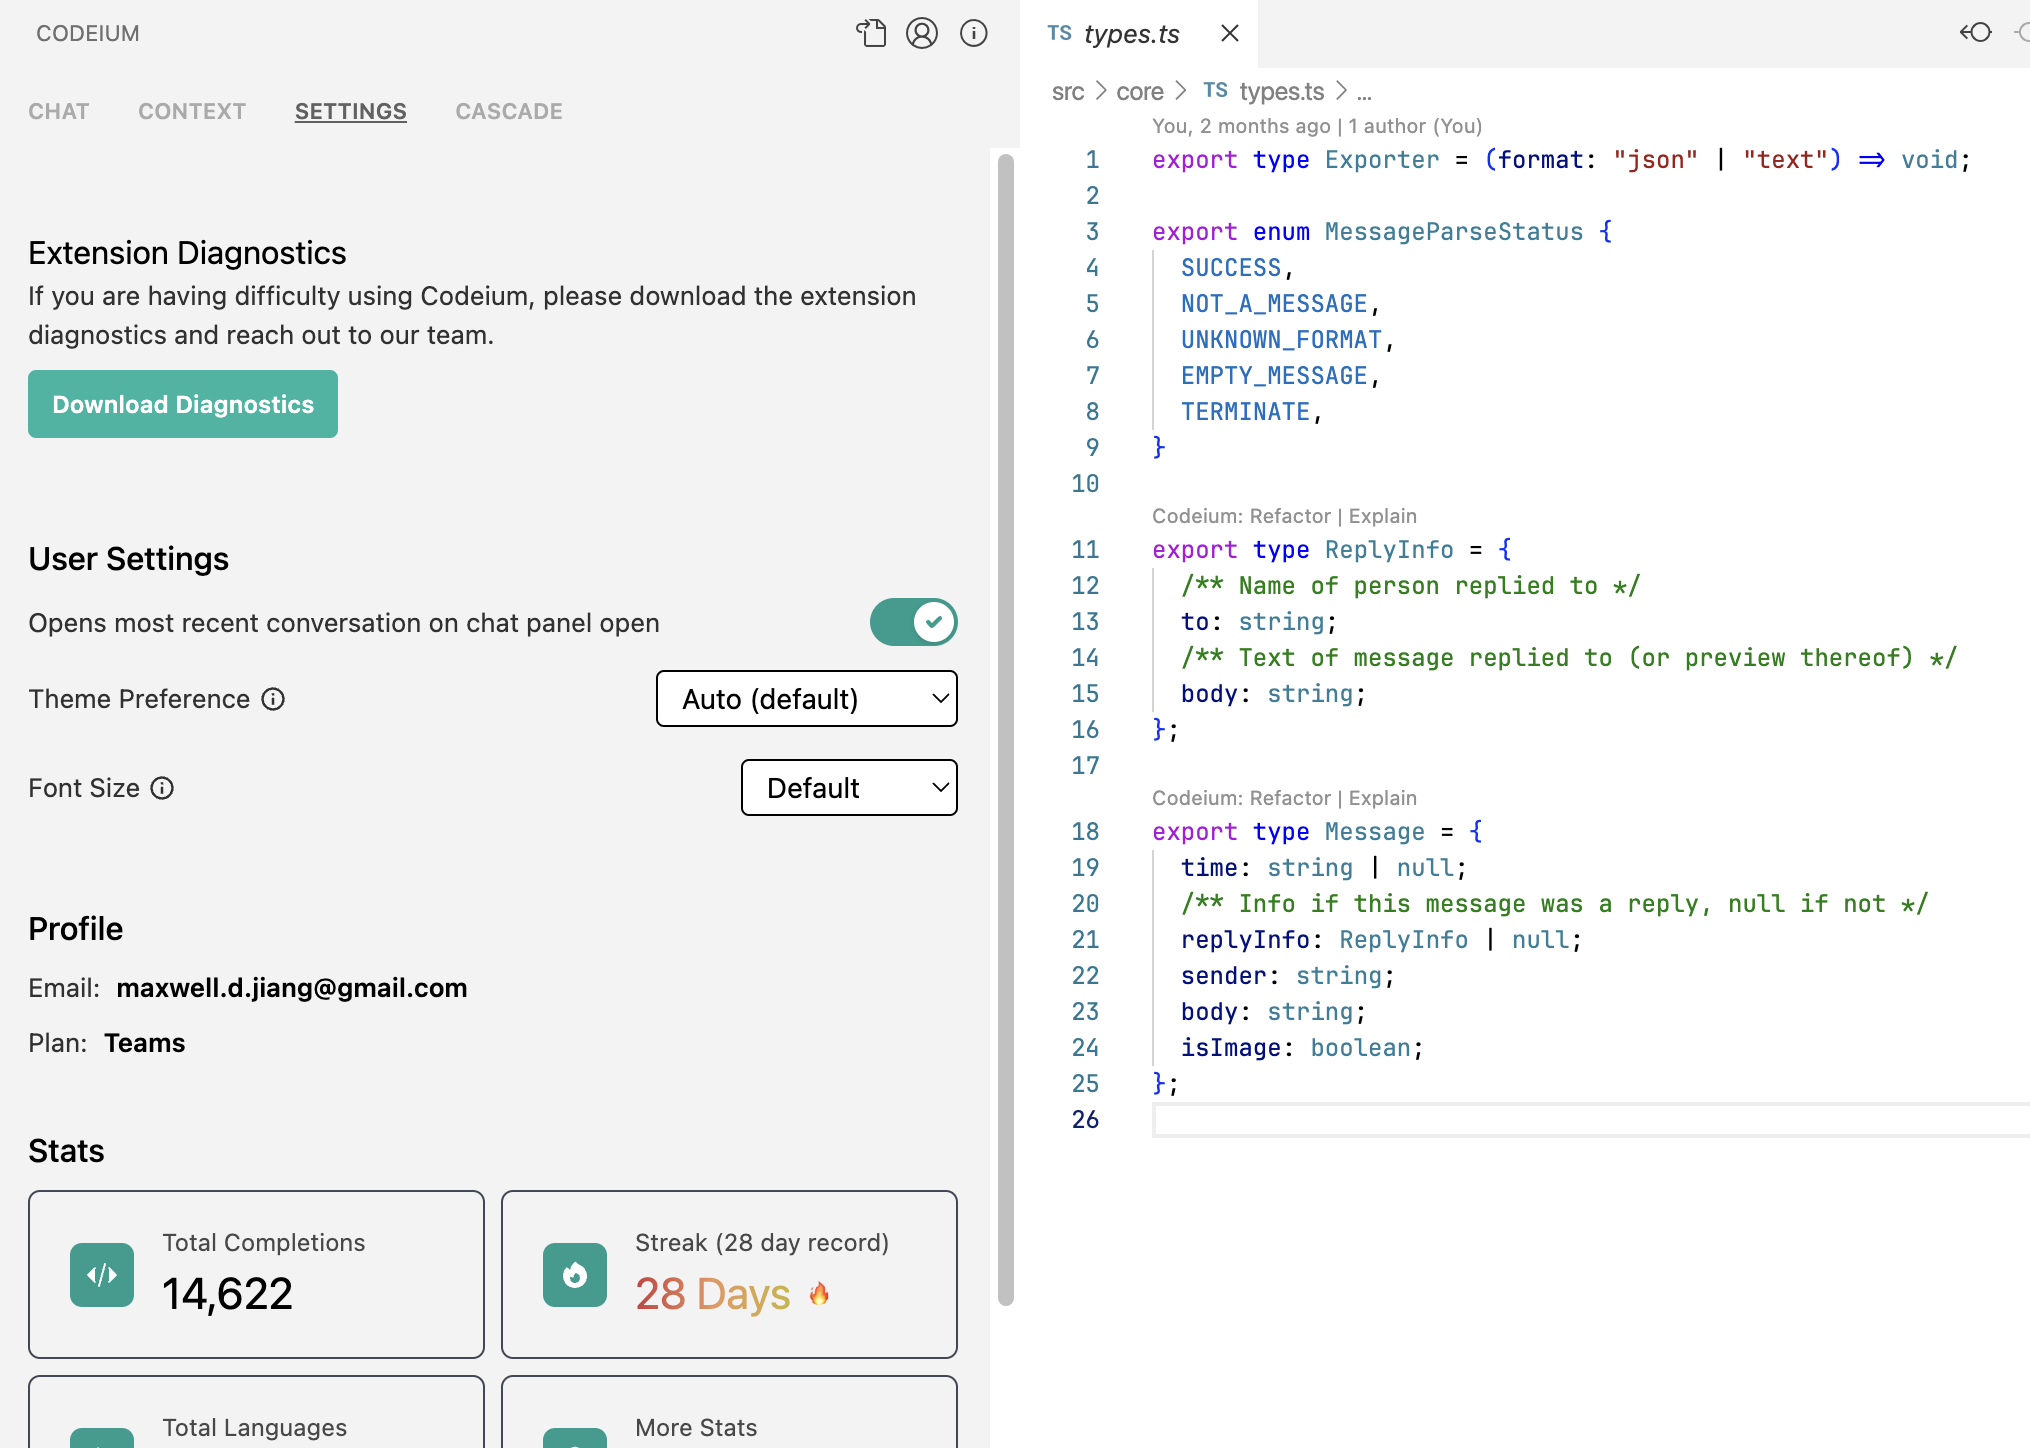 CODEIUM
CHAT CONTEXT SETTINGS CASCADE
Extension Diagnostics
If you are having difficulty using Codeium, please download the extension
diagnostics and reach out to our team.
Download Diagnostics
User Settings
Opens most recent conversation on chat panel open
Theme Preference Auto (default)
Font Size Default
Profile
Email: maxwell.d.jiang@gmail.com
Plan: Teams
Stats
Total Completions
14,622
Streak (28 day record)
28 Days 🔥
Total Languages
More Stats
TS types.ts
src > core > TS types.ts > ...
You, 2 months ago | 1 author (You)
1 export type Exporter = (format: "json" | "text") => void;
2
3 export enum MessageParseStatus {
4 SUCCESS,
5 NOT_A_MESSAGE,
6 UNKNOWN_FORMAT,
7 EMPTY_MESSAGE,
8 TERMINATE,
9 }
10
Codeium: Refactor | Explain
11 export type ReplyInfo = {
12 /** Name of person replied to */
13 to: string;
14 /** Text of message replied to (or preview thereof) */
15 body: string;
16 };
17
Codeium: Refactor | Explain
18 export type Message = {
19 time: string | null;
20 /** Info if this message was a reply, null if not */
21 replyInfo: ReplyInfo | null;
22 sender: string;
23 body: string;
24 isImage: boolean;
25 };
26